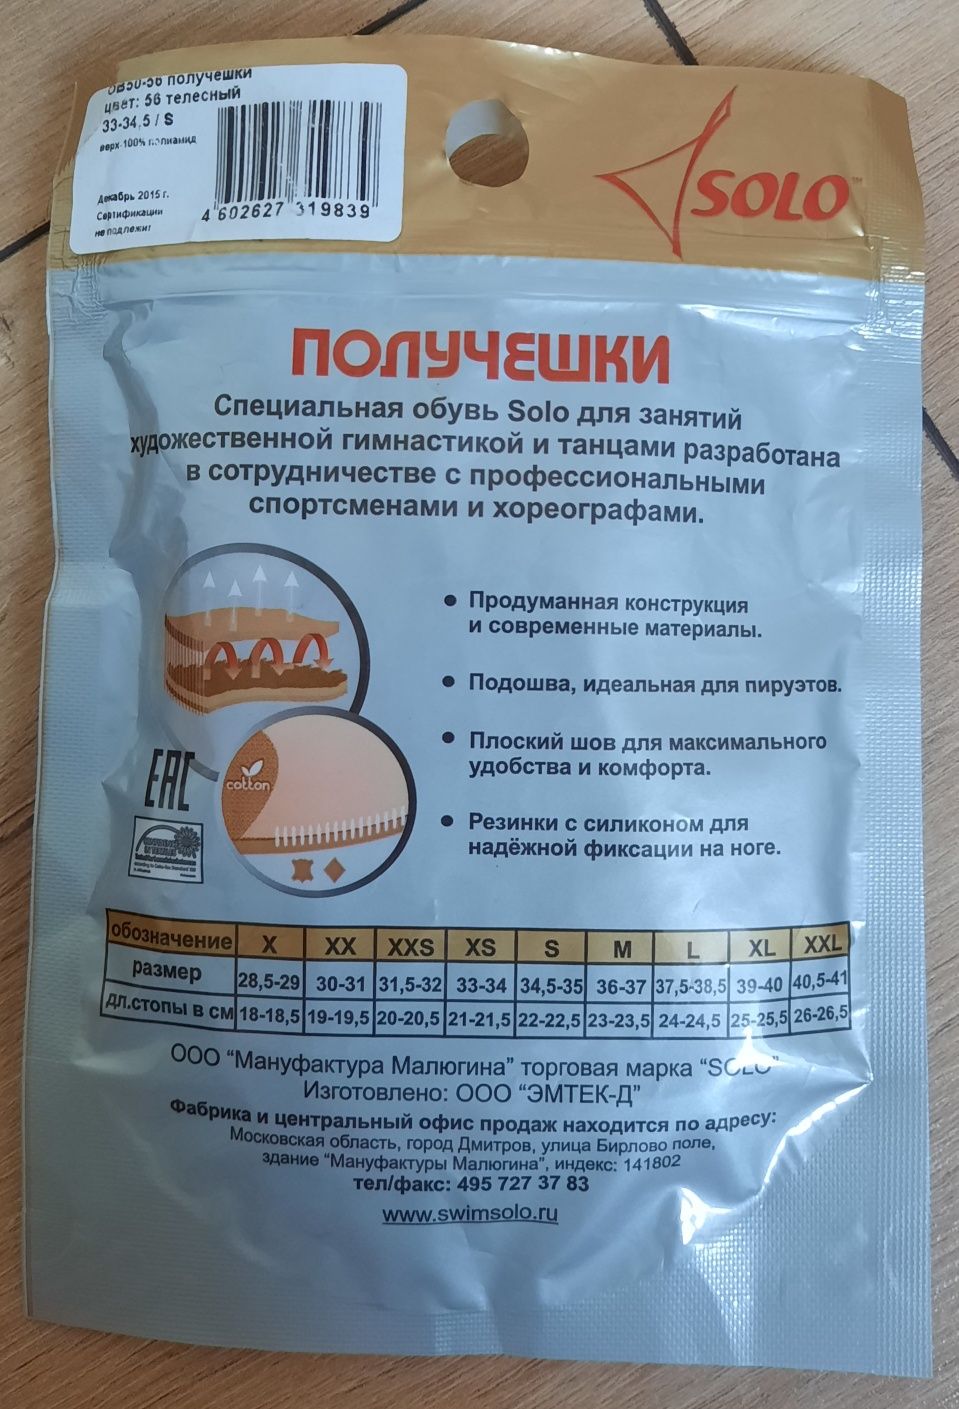 ОВ50-56 получешки
цвет: 56 телесный
33-34,5 / S
верх-100% полиамид
Декабрь 2015 г.
Сертификации
не подлежит
4 602627 319839
SOLO™
ПОЛУЧЕШКИ
Специальная обувь Solo для занятий
художественной гимнастикой и танцами разработана
в сотрудничестве с профессиональными
спортсменами и хореографами.
• Продуманная конструкция
и современные материалы.
• Подошва, идеальная для пируэтов.
• Плоский шов для максимального
удобства и комфорта.
• Резинки с силиконом для
надёжной фиксации на ноге.
EAC
cotton
обозначение X XX XXS XS S M L XL XXL
размер 28,5-29 30-31 31,5-32 33-34 34,5-35 36-37 37,5-38,5 39-40 40,5-41
дл.стопы в см 18-18,5 19-19,5 20-20,5 21-21,5 22-22,5 23-23,5 24-24,5 25-25,5 26-26,5
ООО “Мануфактура Малюгина” торговая марка “SOLO”
Изготовлено: ООО “ЭМТЕК-Д”
Фабрика и центральный офис продаж находится по адресу:
Московская область, город Дмитров, улица Бирлово поле,
здание “Мануфактуры Малюгина”, индекс: 141802
тел/факс: 495 727 37 83
www.swimsolo.ru